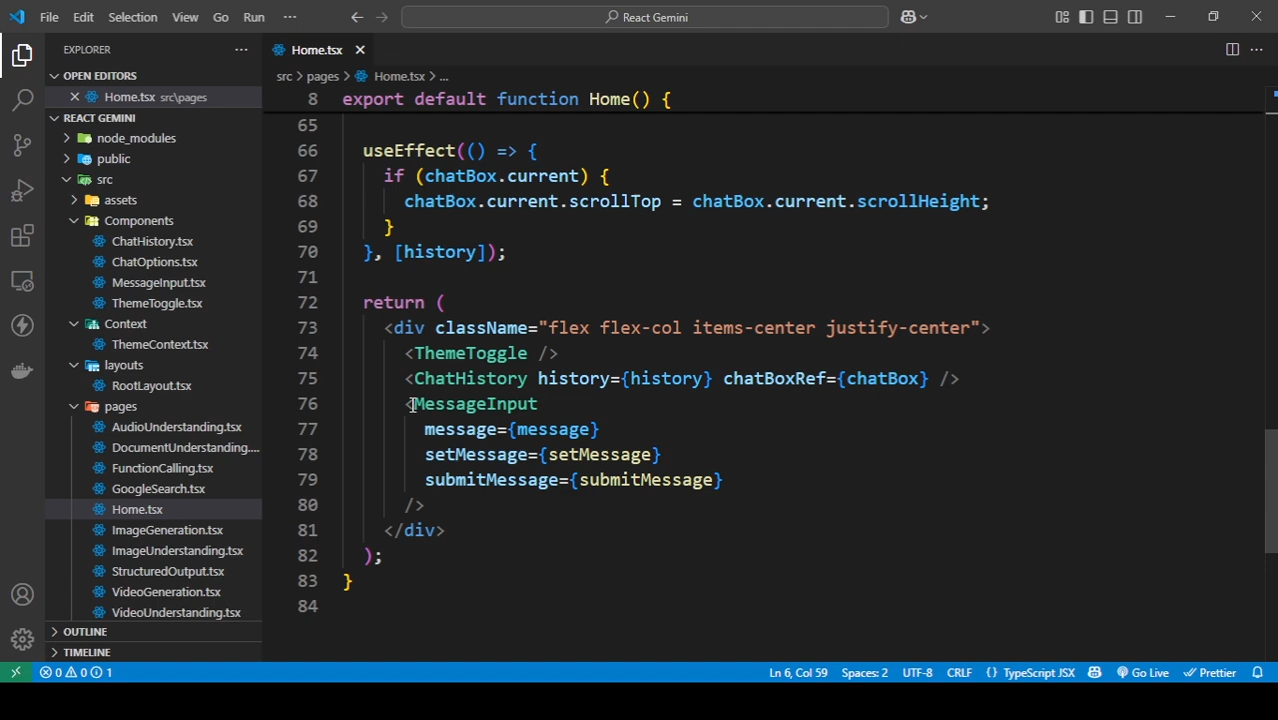 File Edit Selection View Go Run ··· React Gemini
EXPLORER ···
OPEN EDITORS
Home.tsx src\pages
REACT GEMINI
node_modules
public
src
assets
Components
ChatHistory.tsx
ChatOptions.tsx
MessageInput.tsx
ThemeToggle.tsx
Context
ThemeContext.tsx
layouts
RootLayout.tsx
pages
AudioUnderstanding.tsx
DocumentUnderstanding....
FunctionCalling.tsx
GoogleSearch.tsx
Home.tsx
ImageGeneration.tsx
ImageUnderstanding.tsx
StructuredOutput.tsx
VideoGeneration.tsx
VideoUnderstanding.tsx
OUTLINE
TIMELINE
Home.tsx
src > pages > Home.tsx > ...
8 export default function Home() {
65
66 useEffect(() => {
67 if (chatBox.current) {
68 chatBox.current.scrollTop = chatBox.current.scrollHeight;
69 }
70 }, [history]);
71
72 return (
73 <div className="flex flex-col items-center justify-center">
74 <ThemeToggle />
75 <ChatHistory history={history} chatBoxRef={chatBox} />
76 <MessageInput
77 message={message}
78 setMessage={setMessage}
79 submitMessage={submitMessage}
80 />
81 </div>
82 );
83 }
84
0 0 1 Ln 6, Col 59 Spaces: 2 UTF-8 CRLF {} TypeScript JSX Go Live Prettier